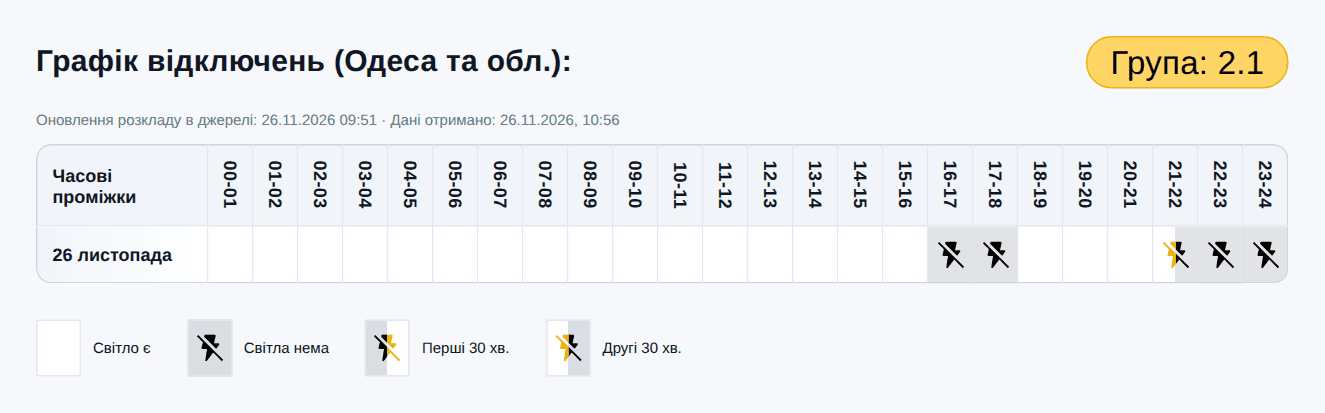 Графік відключень (Одеса та обл.):
Група: 2.1
Оновлення розкладу в джерелі: 26.11.2026 09:51 · Дані отримано: 26.11.2026, 10:56
Часові
проміжки
00-01
01-02
02-03
03-04
04-05
05-06
06-07
07-08
08-09
09-10
10-11
11-12
12-13
13-14
14-15
15-16
16-17
17-18
18-19
19-20
20-21
21-22
22-23
23-24
26 листопада
Світло є
Світла нема
Перші 30 хв.
Другі 30 хв.